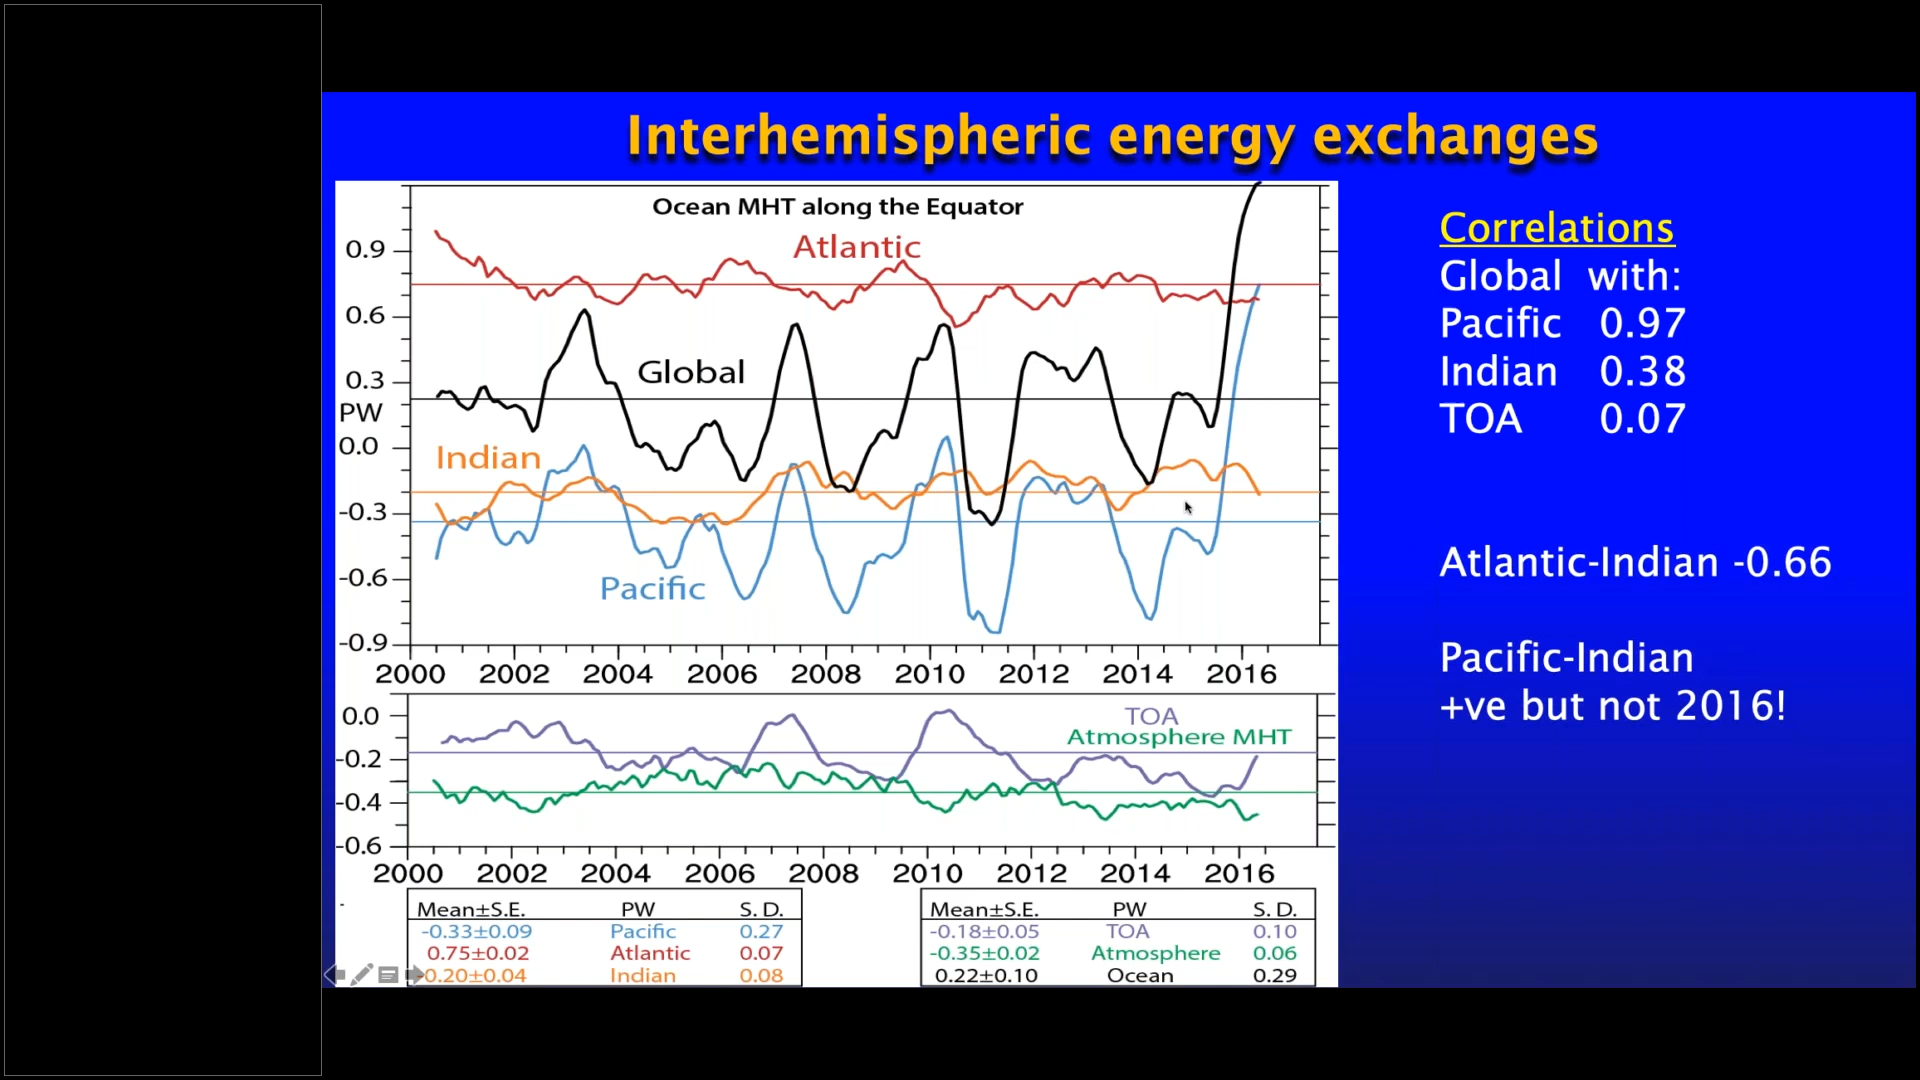 Interhemispheric energy exchanges
Ocean MHT along the Equator
Atlantic
Global
Indian
Pacific
0.9
0.6
0.3
PW
0.0
-0.3
-0.6
-0.9
2000 2002 2004 2006 2008 2010 2012 2014 2016
TOA
Atmosphere MHT
0.0
-0.2
-0.4
-0.6
2000 2002 2004 2006 2008 2010 2012 2014 2016
Mean±S.E. PW S. D.
-0.33±0.09 Pacific 0.27
0.75±0.02 Atlantic 0.07
0.20±0.04 Indian 0.08
Mean±S.E. PW S. D.
-0.18±0.05 TOA 0.10
-0.35±0.02 Atmosphere 0.06
0.22±0.10 Ocean 0.29
Correlations
Global with:
Pacific 0.97
Indian 0.38
TOA 0.07
Atlantic-Indian -0.66
Pacific-Indian
+ve but not 2016!